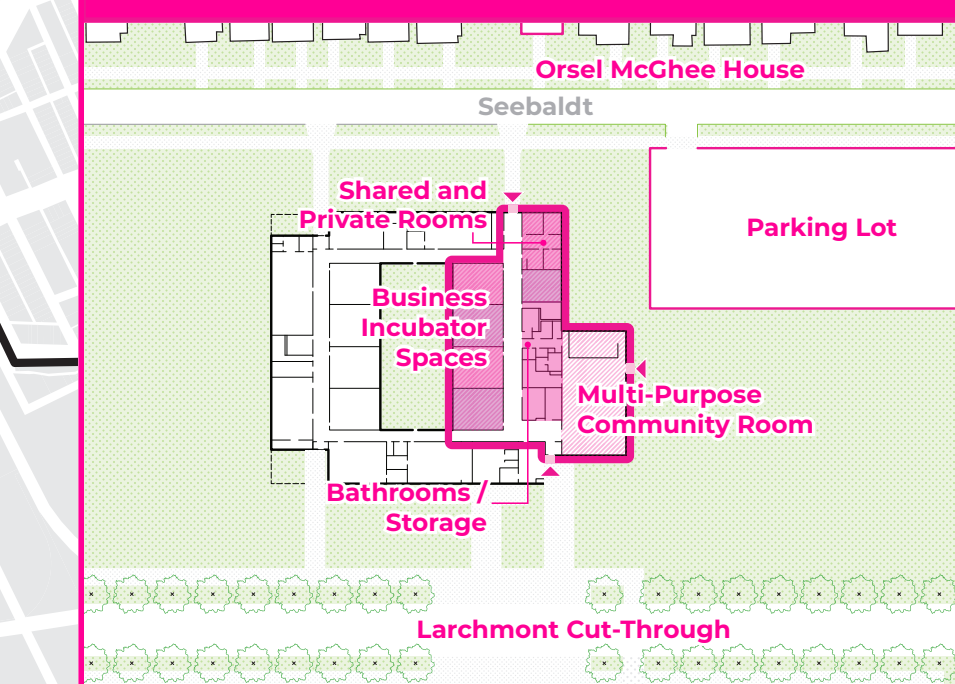 Orsel McGhee House
Seebaldt
Shared and
Private Rooms
Parking Lot
Business
Incubator
Spaces
Multi-Purpose
Community Room
Bathrooms /
Storage
Larchmont Cut-Through